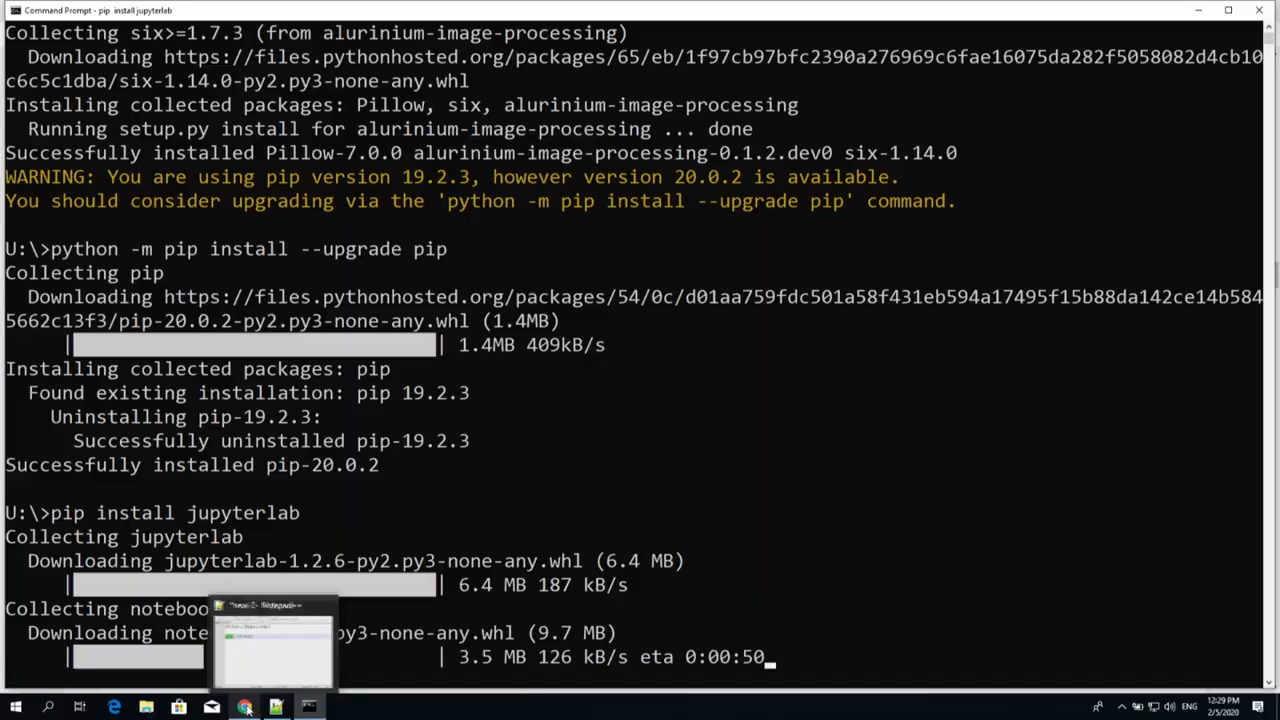 Command Prompt - pip install jupyterlab
Collecting six>=1.7.3 (from alurinium-image-processing)
Downloading https://files.pythonhosted.org/packages/65/eb/1f97cb97bfc2390a276969c6fae16075da282f5058082d4cb10
c6c5c1dba/six-1.14.0-py2.py3-none-any.whl
Installing collected packages: Pillow, six, alurinium-image-processing
Running setup.py install for alurinium-image-processing ... done
Successfully installed Pillow-7.0.0 alurinium-image-processing-0.1.2.dev0 six-1.14.0
WARNING: You are using pip version 19.2.3, however version 20.0.2 is available.
You should consider upgrading via the 'python -m pip install --upgrade pip' command.
U:\>python -m pip install --upgrade pip
Collecting pip
Downloading https://files.pythonhosted.org/packages/54/0c/d01aa759fdc501a58f431eb594a17495f15b88da142ce14b584
5662c13f3/pip-20.0.2-py2.py3-none-any.whl (1.4MB)
| | 1.4MB 409kB/s
Installing collected packages: pip
Found existing installation: pip 19.2.3
Uninstalling pip-19.2.3:
Successfully uninstalled pip-19.2.3
Successfully installed pip-20.0.2
U:\>pip install jupyterlab
Collecting jupyterlab
Downloading jupyterlab-1.2.6-py2.py3-none-any.whl (6.4 MB)
| | 6.4 MB 187 kB/s
Collecting noteboo
Downloading note py3-none-any.whl (9.7 MB)
| | 3.5 MB 126 kB/s eta 0:00:50
ENG
12:29 PM
2/5/2020